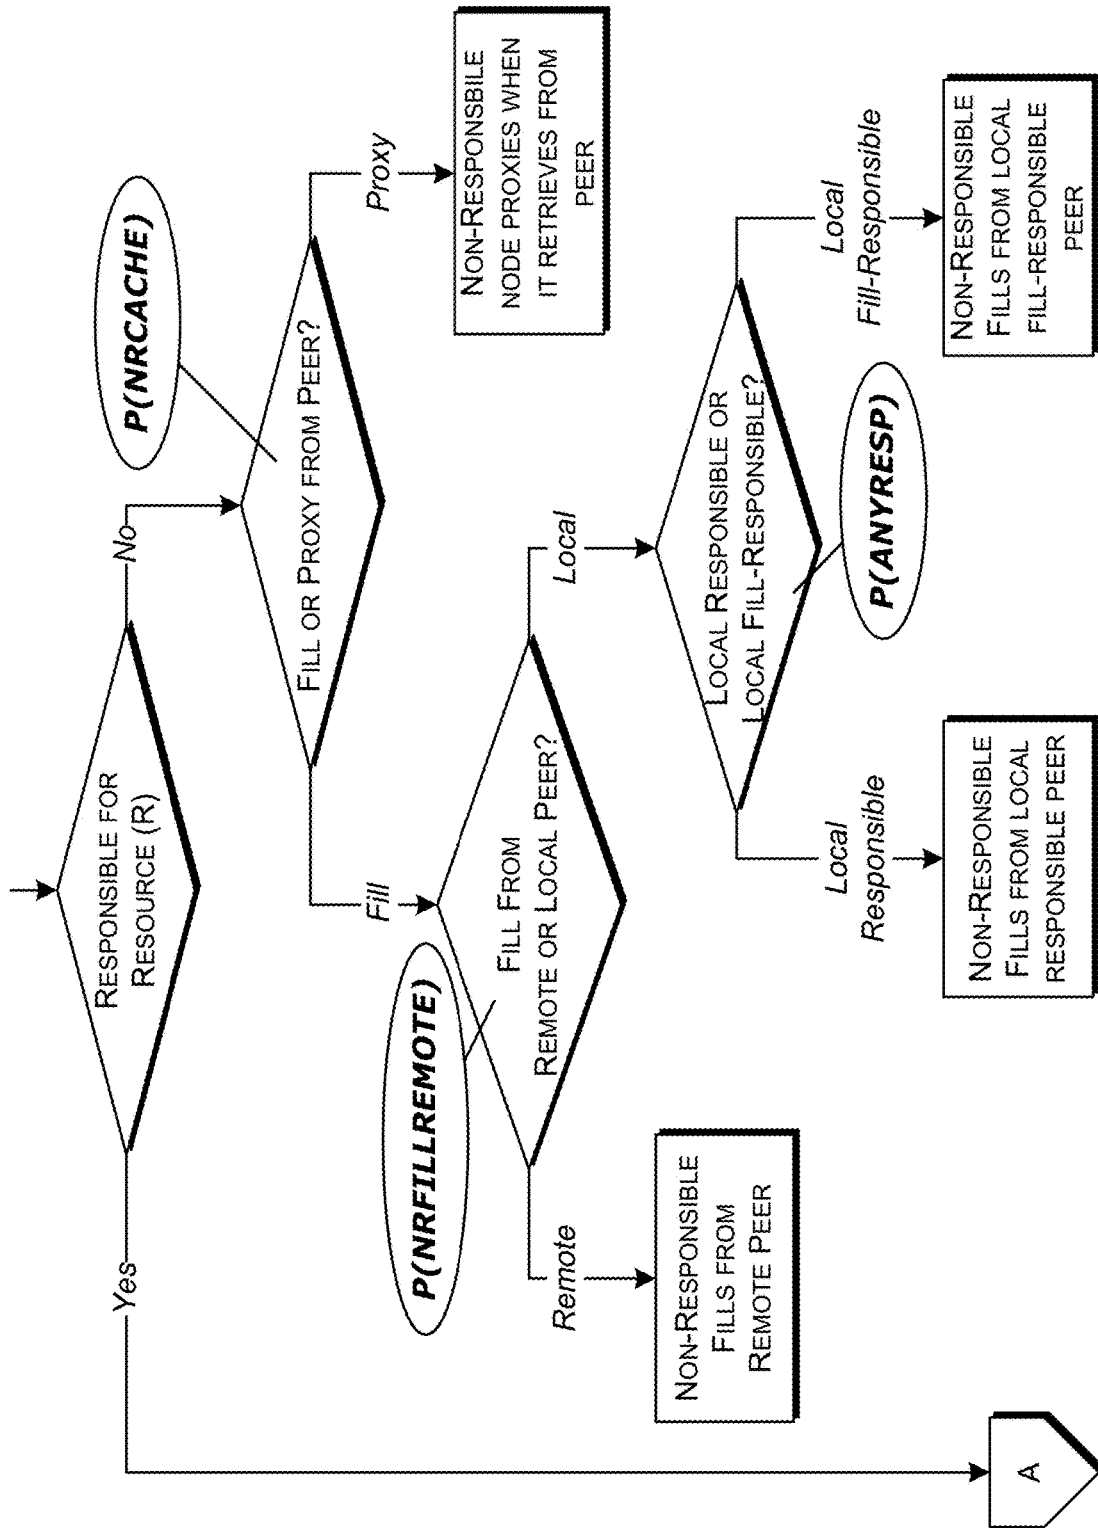 RESPONSIBLE FOR
RESOURCE (R)
Yes
No
P(NRCACHE)
FILL OR PROXY FROM PEER?
Fill
Proxy
NON-RESPONSBILE
NODE PROXIES WHEN
IT RETRIEVES FROM
PEER
P(NRFILLREMOTE)
FILL FROM
REMOTE OR LOCAL PEER?
Remote
Local
NON-RESPONSIBLE
FILLS FROM
REMOTE PEER
LOCAL RESPONSIBLE OR
LOCAL FILL-RESPONSIBLE?
P(ANYRESP)
Local
Responsible
Local
Fill-Responsible
NON-RESPONSIBLE
FILLS FROM LOCAL
RESPONSIBLE PEER
NON-RESPONSIBLE
FILLS FROM LOCAL
FILL-RESPONSIBLE
PEER
A